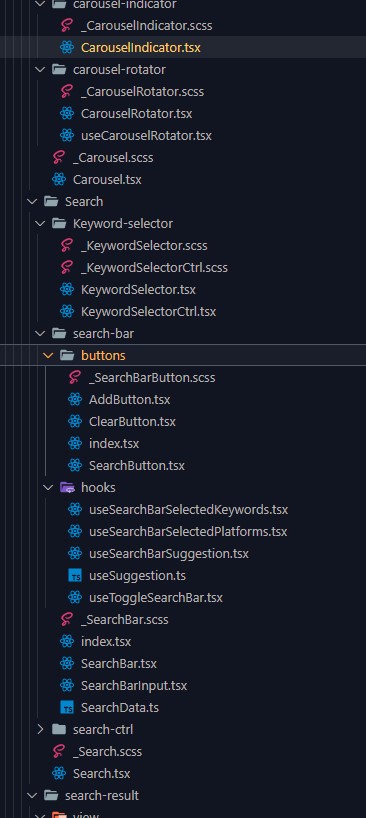 carousel-indicator
_CarouselIndicator.scss
CarouselIndicator.tsx
carousel-rotator
_CarouselRotator.scss
CarouselRotator.tsx
useCarouselRotator.tsx
_Carousel.scss
Carousel.tsx
Search
Keyword-selector
_KeywordSelector.scss
_KeywordSelectorCtrl.scss
KeywordSelector.tsx
KeywordSelectorCtrl.tsx
search-bar
buttons
_SearchBarButton.scss
AddButton.tsx
ClearButton.tsx
index.tsx
SearchButton.tsx
hooks
useSearchBarSelectedKeywords.tsx
useSearchBarSelectedPlatforms.tsx
useSearchBarSuggestion.tsx
TS useSuggestion.ts
useToggleSearchBar.tsx
_SearchBar.scss
index.tsx
SearchBar.tsx
SearchBarInput.tsx
TS SearchData.ts
search-ctrl
_Search.scss
Search.tsx
search-result
view